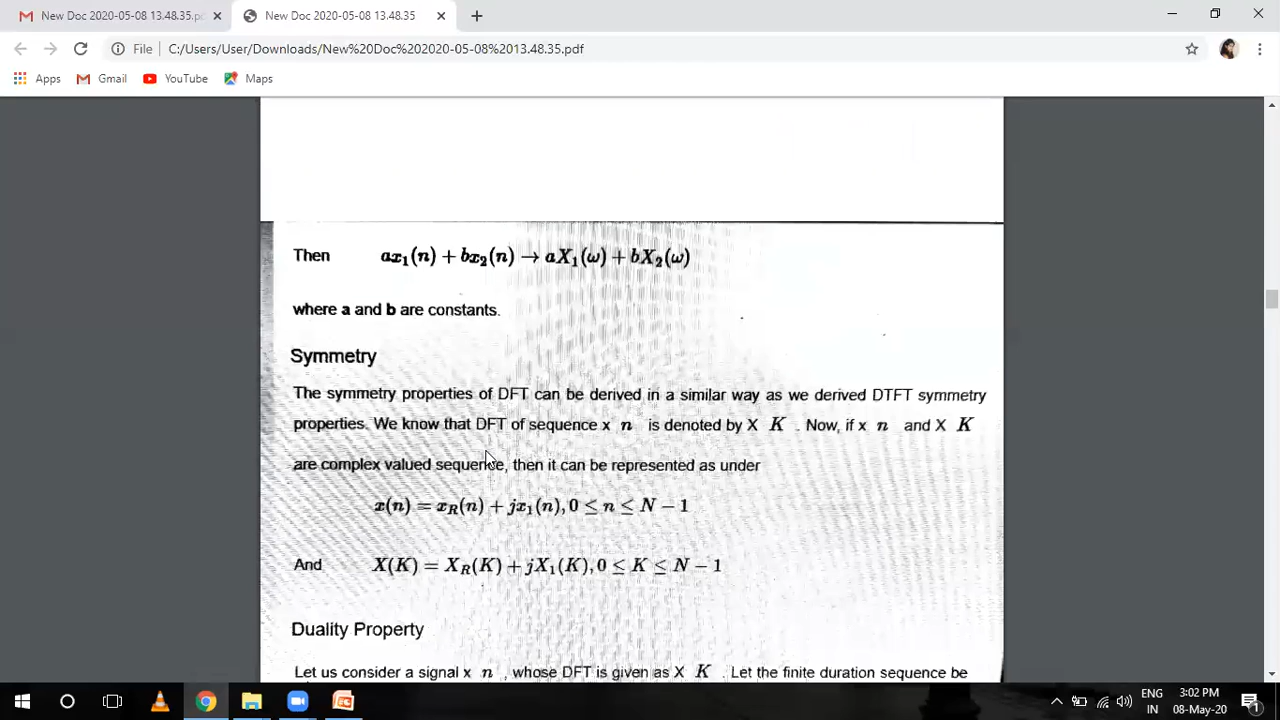 New Doc 2020-05-08 13.48.35.pd
New Doc 2020-05-08 13.48.35
File C:/Users/User/Downloads/New%20Doc%202020-05-08%2013.48.35.pdf
Apps Gmail YouTube Maps
Then ax₁(n) + bx₂(n) → aX₁(ω) + bX₂(ω)
where a and b are constants.
Symmetry
The symmetry properties of DFT can be derived in a similar way as we derived DTFT symmetry
properties. We know that DFT of sequence x n is denoted by X K . Now, if x n and X K
are complex valued sequence, then it can be represented as under
x(n) = x_R(n) + jx₁(n), 0 ≤ n ≤ N − 1
And X(K) = X_R(K) + jX₁(K), 0 ≤ K ≤ N − 1
Duality Property
Let us consider a signal x n , whose DFT is given as X K . Let the finite duration sequence be
ENG
IN
3:02 PM
08-May-20
1